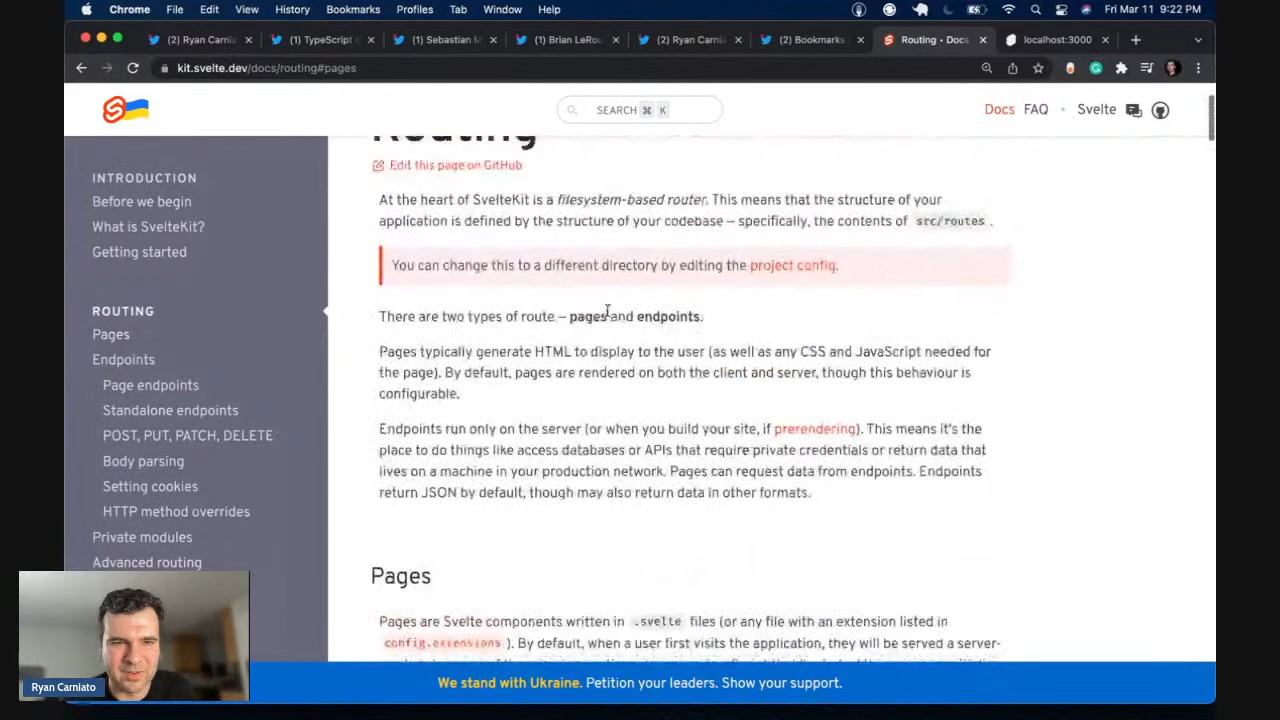 Chrome File Edit View History Bookmarks Profiles Tab Window Help Fri Mar 11 9:22 PM
(2) Ryan Carnia (1) TypeScript (1) Sebastian M (1) Brian LeRou (2) Ryan Carnia (2) Bookmarks Routing • Docs localhost:3000
kit.svelte.dev/docs/routing#pages
SEARCH ⌘ K
Docs FAQ • Svelte
Routing
Edit this page on GitHub
At the heart of SvelteKit is a filesystem-based router. This means that the structure of your
application is defined by the structure of your codebase – specifically, the contents of src/routes .
You can change this to a different directory by editing the project config.
There are two types of route – pages and endpoints.
Pages typically generate HTML to display to the user (as well as any CSS and JavaScript needed for
the page). By default, pages are rendered on both the client and server, though this behaviour is
configurable.
Endpoints run only on the server (or when you build your site, if prerendering). This means it's the
place to do things like access databases or APIs that require private credentials or return data that
lives on a machine in your production network. Pages can request data from endpoints. Endpoints
return JSON by default, though may also return data in other formats.
Pages
Pages are Svelte components written in .svelte files (or any file with an extension listed in
config.extensions ). By default, when a user first visits the application, they will be served a server-
INTRODUCTION
Before we begin
What is SvelteKit?
Getting started
ROUTING
Pages
Endpoints
Page endpoints
Standalone endpoints
POST, PUT, PATCH, DELETE
Body parsing
Setting cookies
HTTP method overrides
Private modules
Advanced routing
Ryan Carniato
We stand with Ukraine. Petition your leaders. Show your support.